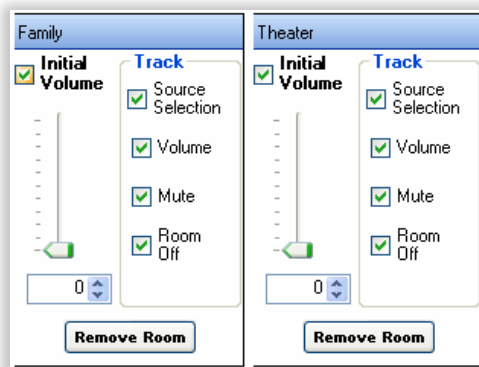 Family
Initial
Volume
Track
Source
Selection
Volume
Mute
Room
Off
0
Remove Room
Theater
Initial
Volume
Track
Source
Selection
Volume
Mute
Room
Off
0
Remove Room